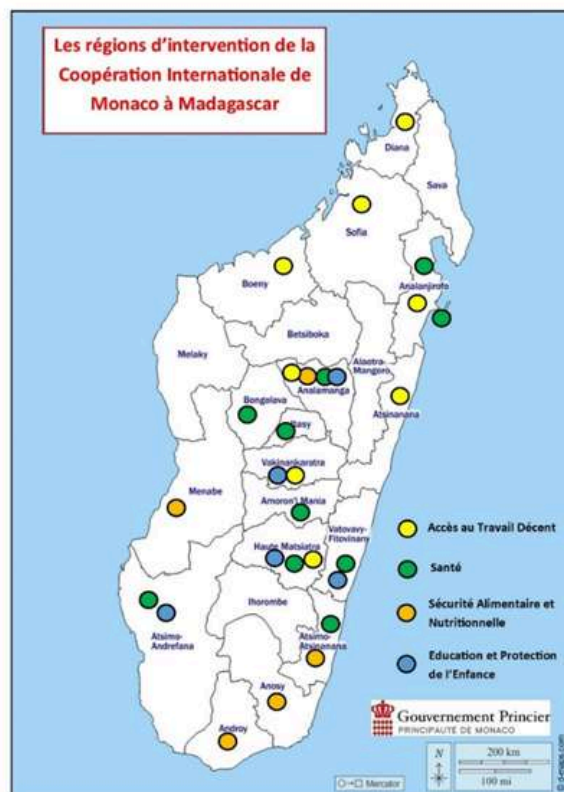 Les régions d'intervention de la
Coopération Internationale de
Monaco à Madagascar
Diana
Sava
Sofia
Boeny
Analanjirofo
Betsiboka
Melaky
Alaotra-
Mangoro
Analamanga
Atsinanana
Bongolava
Itasy
Vakinankaratra
Menabe
Amoron'i Mania
Vatovavy-
Fitovinany
Haute Matsiatra
Ihorombe
Atsimo-
Andrefana
Atsimo-
Atsinanana
Anosy
Androy
Accès au Travail Décent
Santé
Sécurité Alimentaire et
Nutritionnelle
Education et Protection
de l'Enfance
Gouvernement Princier
PRINCIPAUTÉ DE MONACO
N
200 km
100 mi
Mercator
© d-maps.com